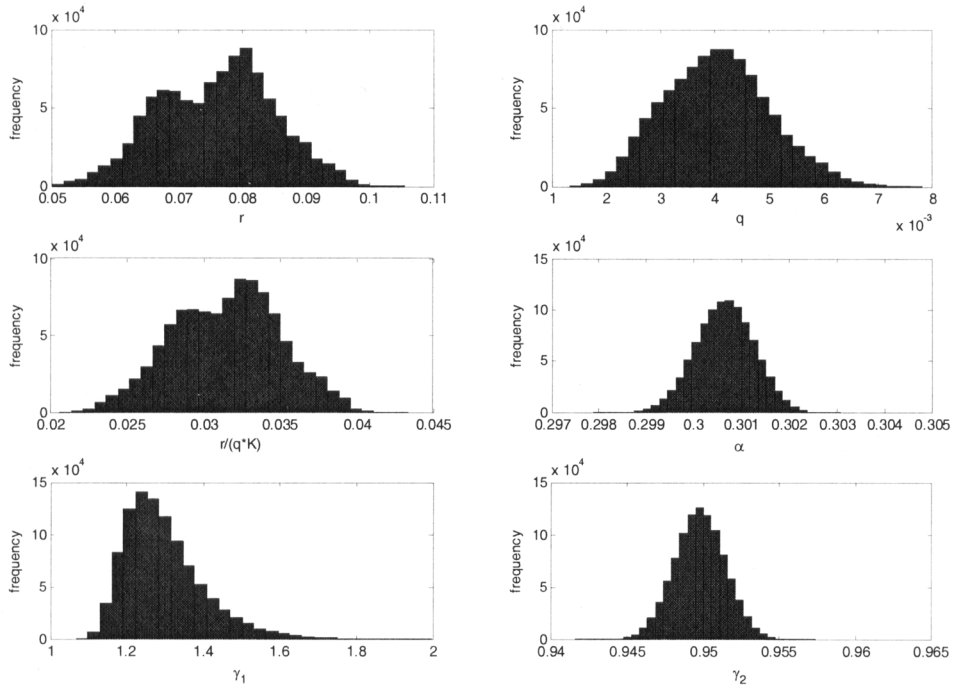 x 10^4
10
5
0
frequency
0.05 0.06 0.07 0.08 0.09 0.1 0.11
r
x 10^4
10
5
0
frequency
1 2 3 4 5 6 7 8
q
x 10^-3
x 10^4
10
5
0
frequency
0.02 0.025 0.03 0.035 0.04 0.045
r/(q*K)
x 10^4
15
10
5
0
frequency
0.297 0.298 0.299 0.3 0.301 0.302 0.303 0.304 0.305
α
x 10^4
15
10
5
0
frequency
1 1.2 1.4 1.6 1.8 2
γ1
x 10^4
15
10
5
0
frequency
0.94 0.945 0.95 0.955 0.96 0.965
γ2